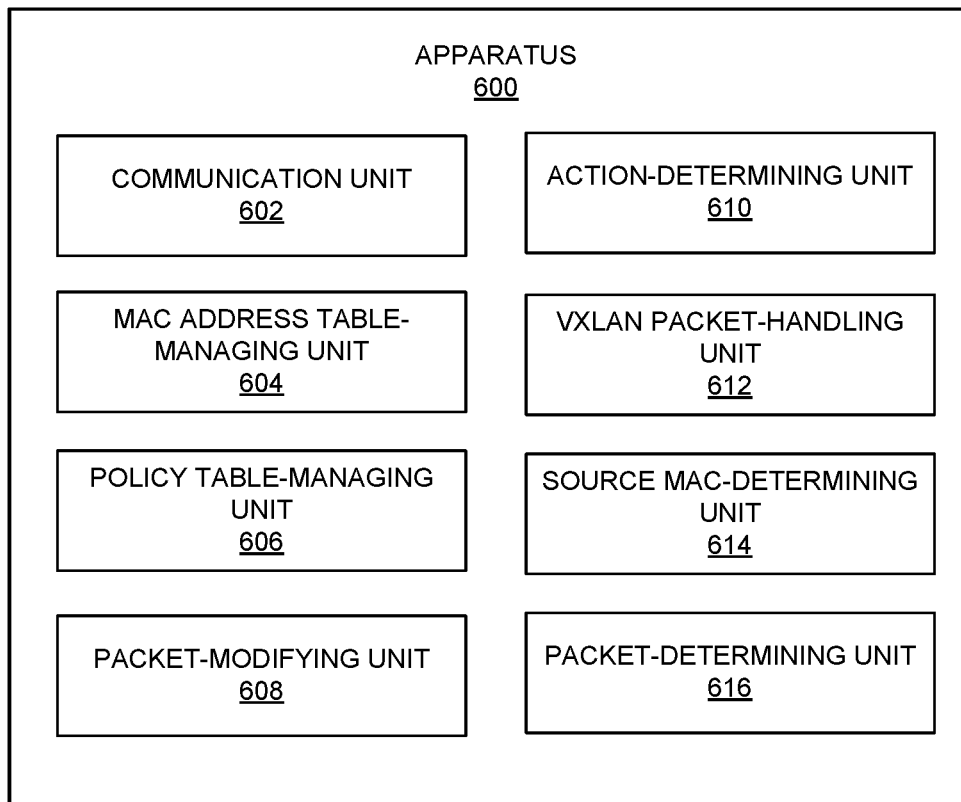 APPARATUS
600
COMMUNICATION UNIT
602
MAC ADDRESS TABLE-
MANAGING UNIT
604
POLICY TABLE-MANAGING
UNIT
606
PACKET-MODIFYING UNIT
608
ACTION-DETERMINING UNIT
610
VXLAN PACKET-HANDLING
UNIT
612
SOURCE MAC-DETERMINING
UNIT
614
PACKET-DETERMINING UNIT
616